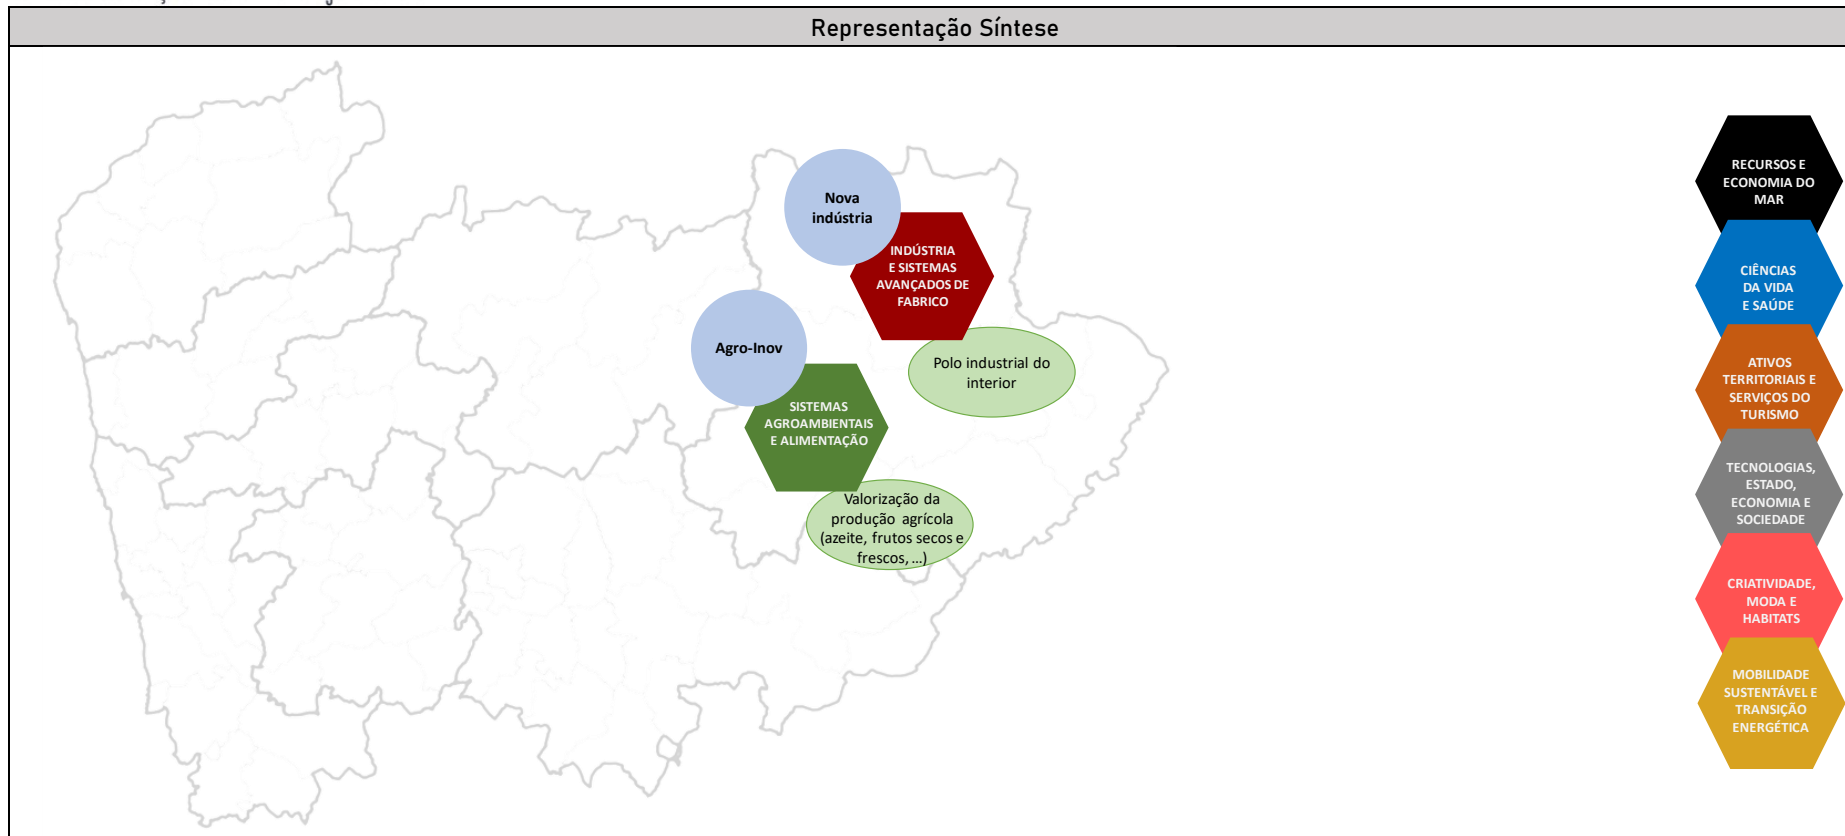 Representação Síntese
Nova
indústria
INDÚSTRIA
E SISTEMAS
AVANÇADOS DE
FABRICO
Agro-Inov
Polo industrial do
interior
SISTEMAS
AGROAMBIENTAIS
E ALIMENTAÇÃO
Valorização da
produção agrícola
(azeite, frutos secos e
frescos, ...)
RECURSOS E
ECONOMIA DO
MAR
CIÊNCIAS
DA VIDA
E SAÚDE
ATIVOS
TERRITORIAIS E
SERVIÇOS DO
TURISMO
TECNOLOGIAS,
ESTADO,
ECONOMIA E
SOCIEDADE
CRIATIVIDADE,
MODA E
HABITATS
MOBILIDADE
SUSTENTÁVEL E
TRANSIÇÃO
ENERGÉTICA